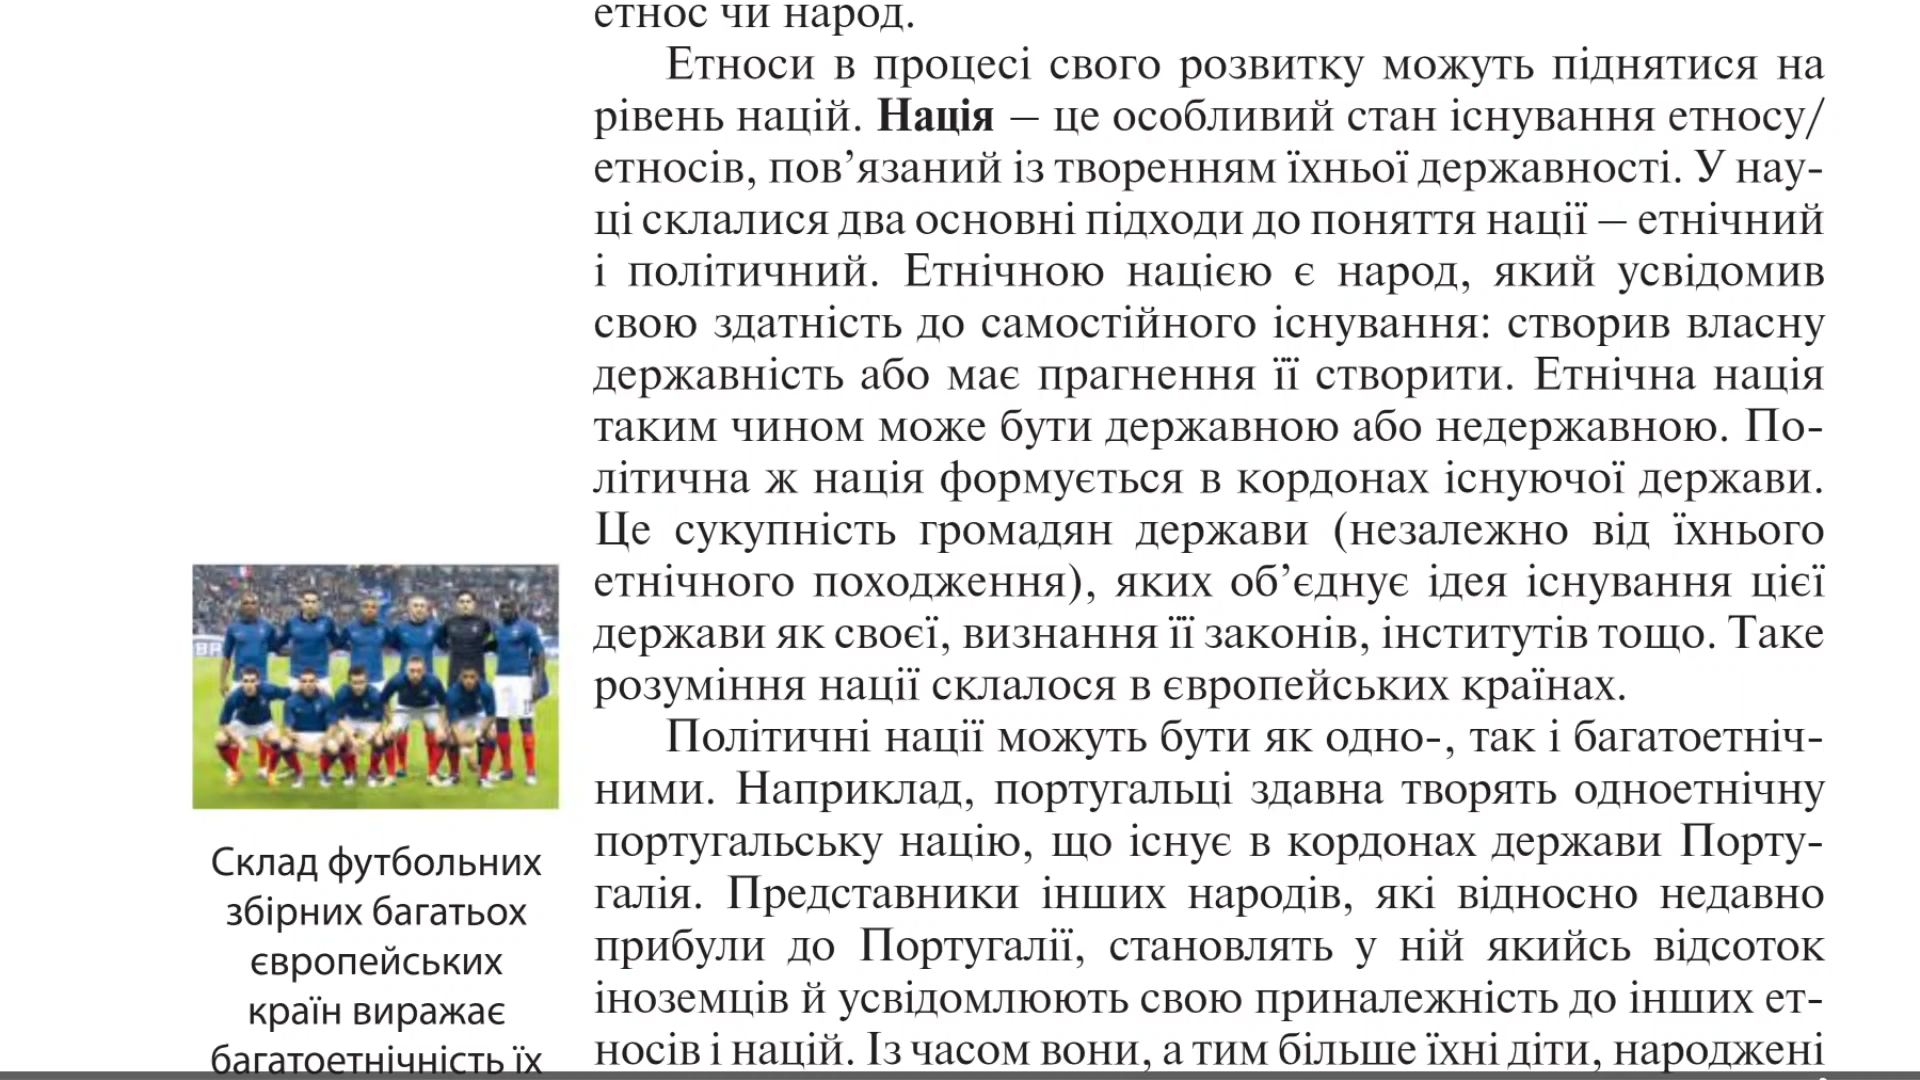 етнос чи народ.
Етноси в процесі свого розвитку можуть піднятися на
рівень націй. Нація – це особливий стан існування етносу/
етносів, пов’язаний із творенням їхньої державності. У нау-
ці склалися два основні підходи до поняття нації – етнічний
і політичний. Етнічною нацією є народ, який усвідомив
свою здатність до самостійного існування: створив власну
державність або має прагнення її створити. Етнічна нація
таким чином може бути державною або недержавною. По-
літична ж нація формується в кордонах існуючої держави.
Це сукупність громадян держави (незалежно від їхнього
етнічного походження), яких об’єднує ідея існування цієї
держави як своєї, визнання її законів, інститутів тощо. Таке
розуміння нації склалося в європейських країнах.
Політичні нації можуть бути як одно-, так і багатоетніч-
ними. Наприклад, португальці здавна творять одноетнічну
португальську націю, що існує в кордонах держави Порту-
галія. Представники інших народів, які відносно недавно
прибули до Португалії, становлять у ній якийсь відсоток
іноземців й усвідомлюють свою приналежність до інших ет-
носів і націй. Із часом вони, а тим більше їхні діти, народжені
Склад футбольних
збірних багатьох
європейських
країн виражає
багатоетнічність їх